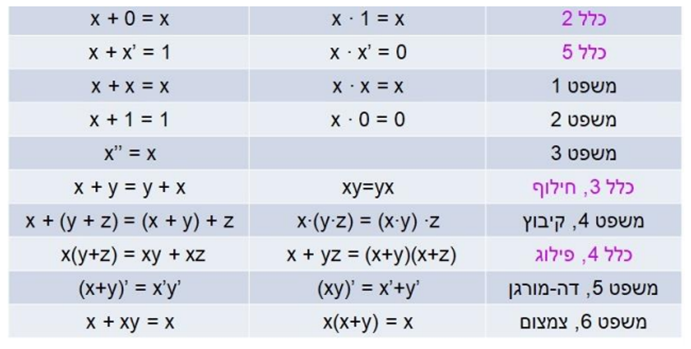 x + 0 = x x · 1 = x כלל 2
x + x’ = 1 x · x’ = 0 כלל 5
x + x = x x · x = x משפט 1
x + 1 = 1 x · 0 = 0 משפט 2
x’’ = x משפט 3
x + y = y + x xy=yx כלל 3, חילוף
x + (y + z) = (x + y) + z x·(y·z) = (x·y) ·z משפט 4, קיבוץ
x(y+z) = xy + xz x + yz = (x+y)(x+z) כלל 4, פילוג
(x+y)’ = x’y’ (xy)’ = x’+y’ משפט 5, דה-מורגן
x + xy = x x(x+y) = x משפט 6, צמצום